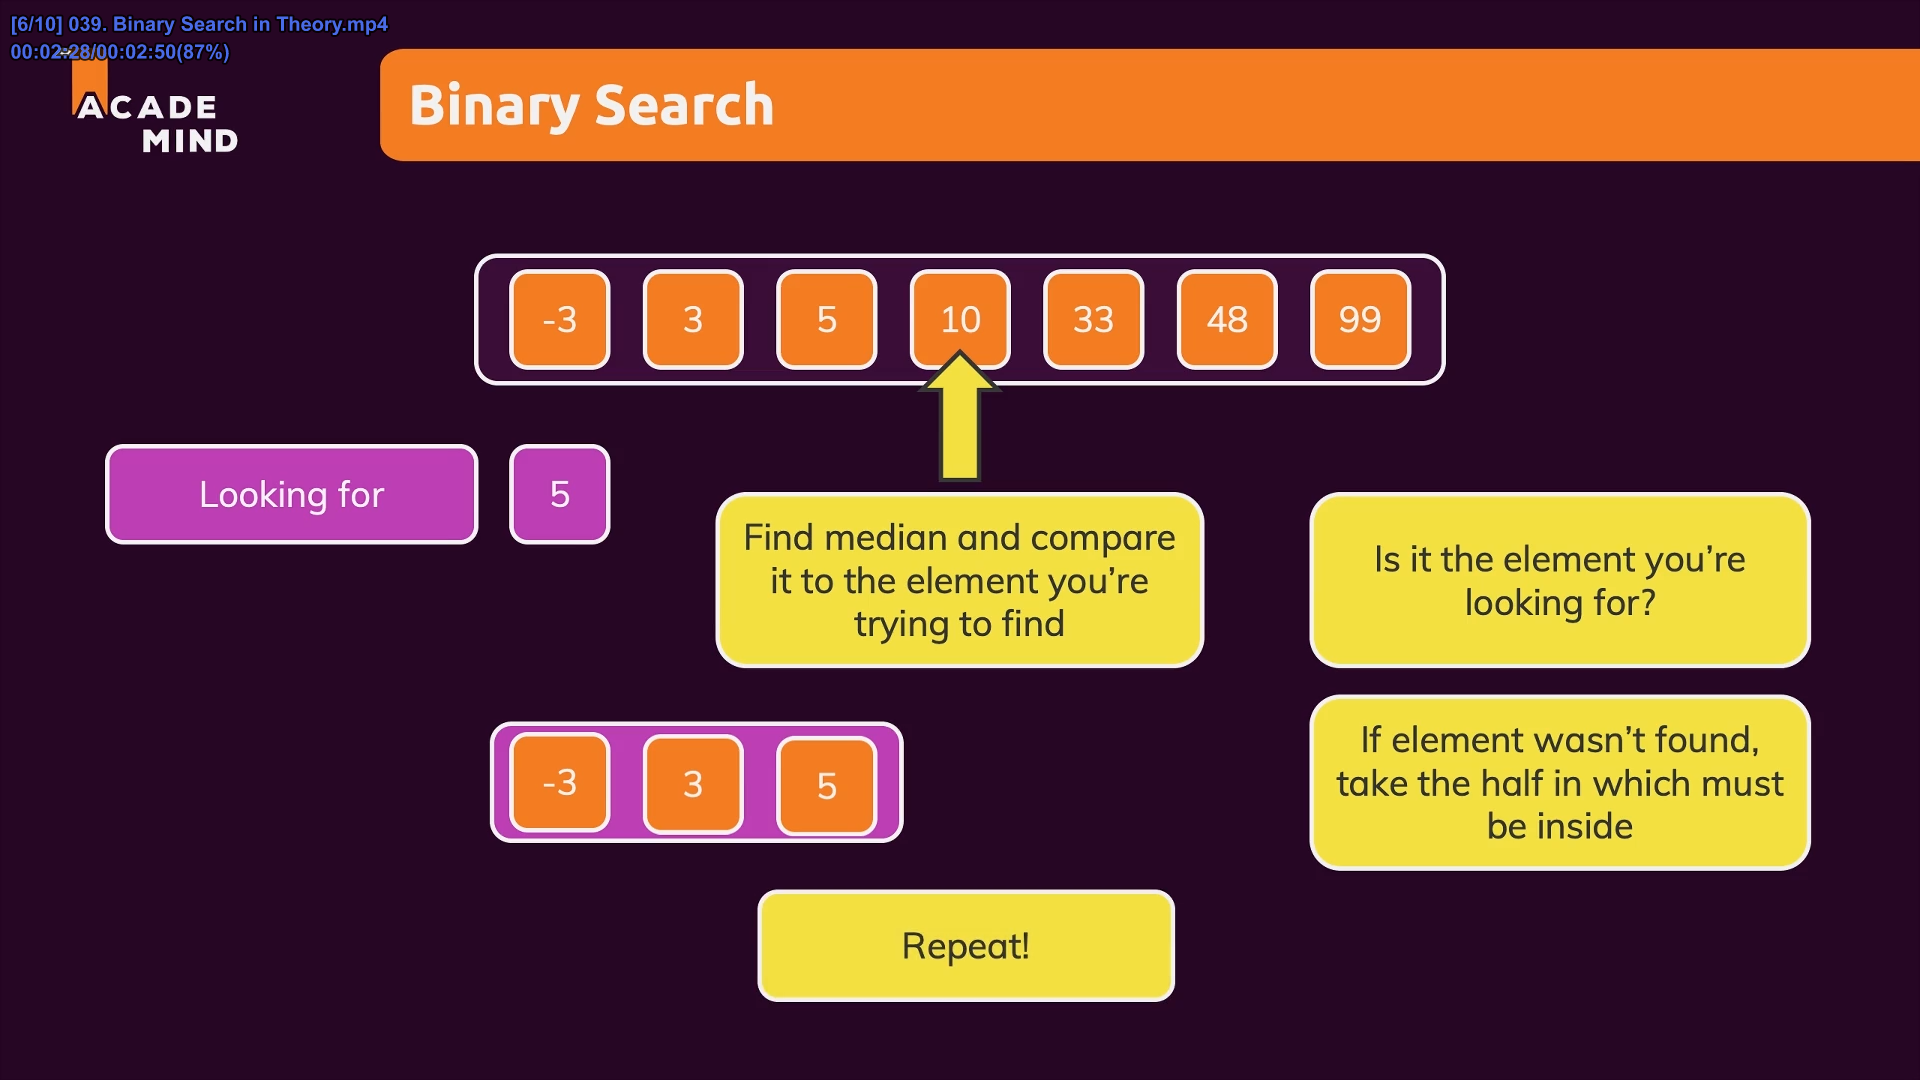 [6/10] 039. Binary Search in Theory.mp4
00:02:28/00:02:50(87%)
ACADE
MIND
Binary Search
-3 3 5 10 33 48 99
Looking for 5
Find median and compare
it to the element you’re
trying to find
Is it the element you’re
looking for?
-3 3 5
If element wasn’t found,
take the half in which must
be inside
Repeat!